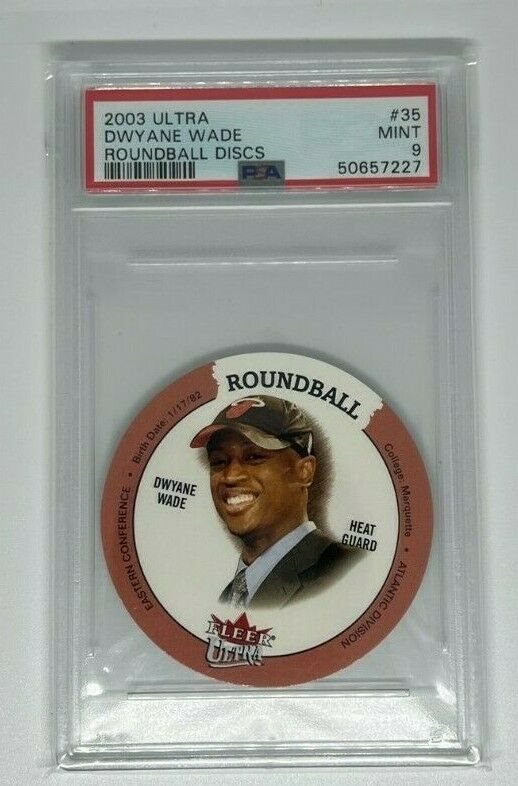 2003 ULTRA #35
DWYANE WADE MINT
ROUNDBALL DISCS 9
PSA 50657227
ROUNDBALL
EASTERN CONFERENCE • Birth Date: 1/17/82
College: Marquette • ATLANTIC DIVISION
DWYANE
WADE
HEAT
GUARD
FLEER®
ULTRA